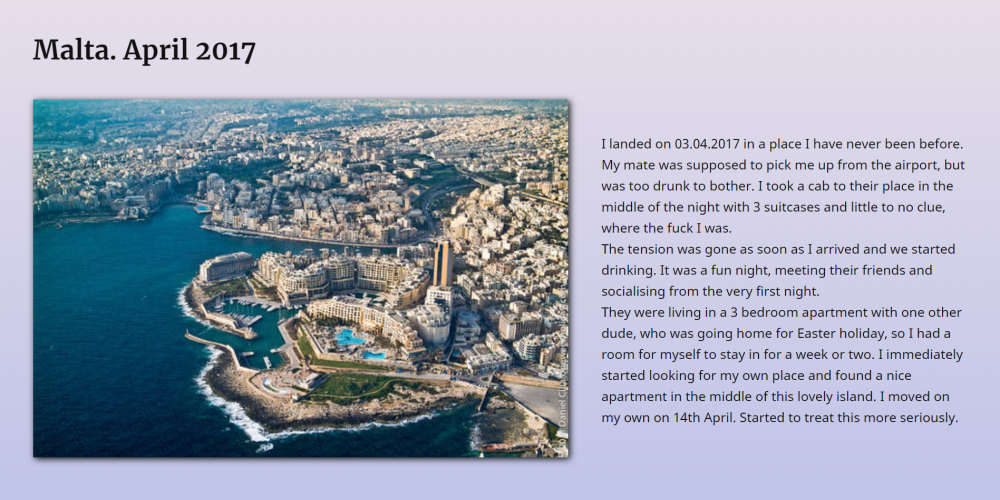 Malta. April 2017
I landed on 03.04.2017 in a place I have never been before.
My mate was supposed to pick me up from the airport, but
was too drunk to bother. I took a cab to their place in the
middle of the night with 3 suitcases and little to no clue,
where the fuck I was.
The tension was gone as soon as I arrived and we started
drinking. It was a fun night, meeting their friends and
socialising from the very first night.
They were living in a 3 bedroom apartment with one other
dude, who was going home for Easter holiday, so I had a
room for myself to stay in for a week or two. I immediately
started looking for my own place and found a nice
apartment in the middle of this lovely island. I moved on
my own on 14th April. Started to treat this more seriously.
Daniel